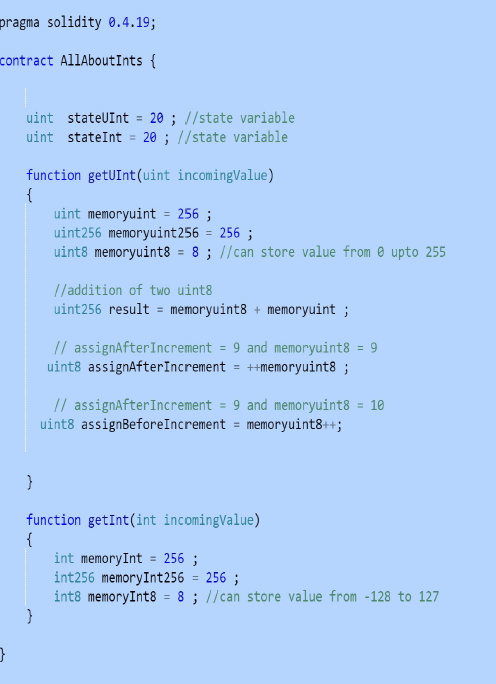 pragma solidity 0.4.19;
contract AllAboutInts {
uint  stateUInt = 20 ; //state variable
uint  stateInt = 20 ; //state variable
function getUInt(uint incomingValue)
{
uint memoryuint = 256 ;
uint256 memoryuint256 = 256 ;
uint8 memoryuint8 = 8 ; //can store value from 0 upto 255
//addition of two uint8
uint256 result = memoryuint8 + memoryuint ;
// assignAfterIncrement = 9 and memoryuint8 = 9
uint8 assignAfterIncrement = ++memoryuint8 ;
// assignAfterIncrement = 9 and memoryuint8 = 10
uint8 assignBeforeIncrement = memoryuint8++;
}
function getInt(int incomingValue)
{
int memoryInt = 256 ;
int256 memoryInt256 = 256 ;
int8 memoryInt8 = 8 ; //can store value from -128 to 127
}
}